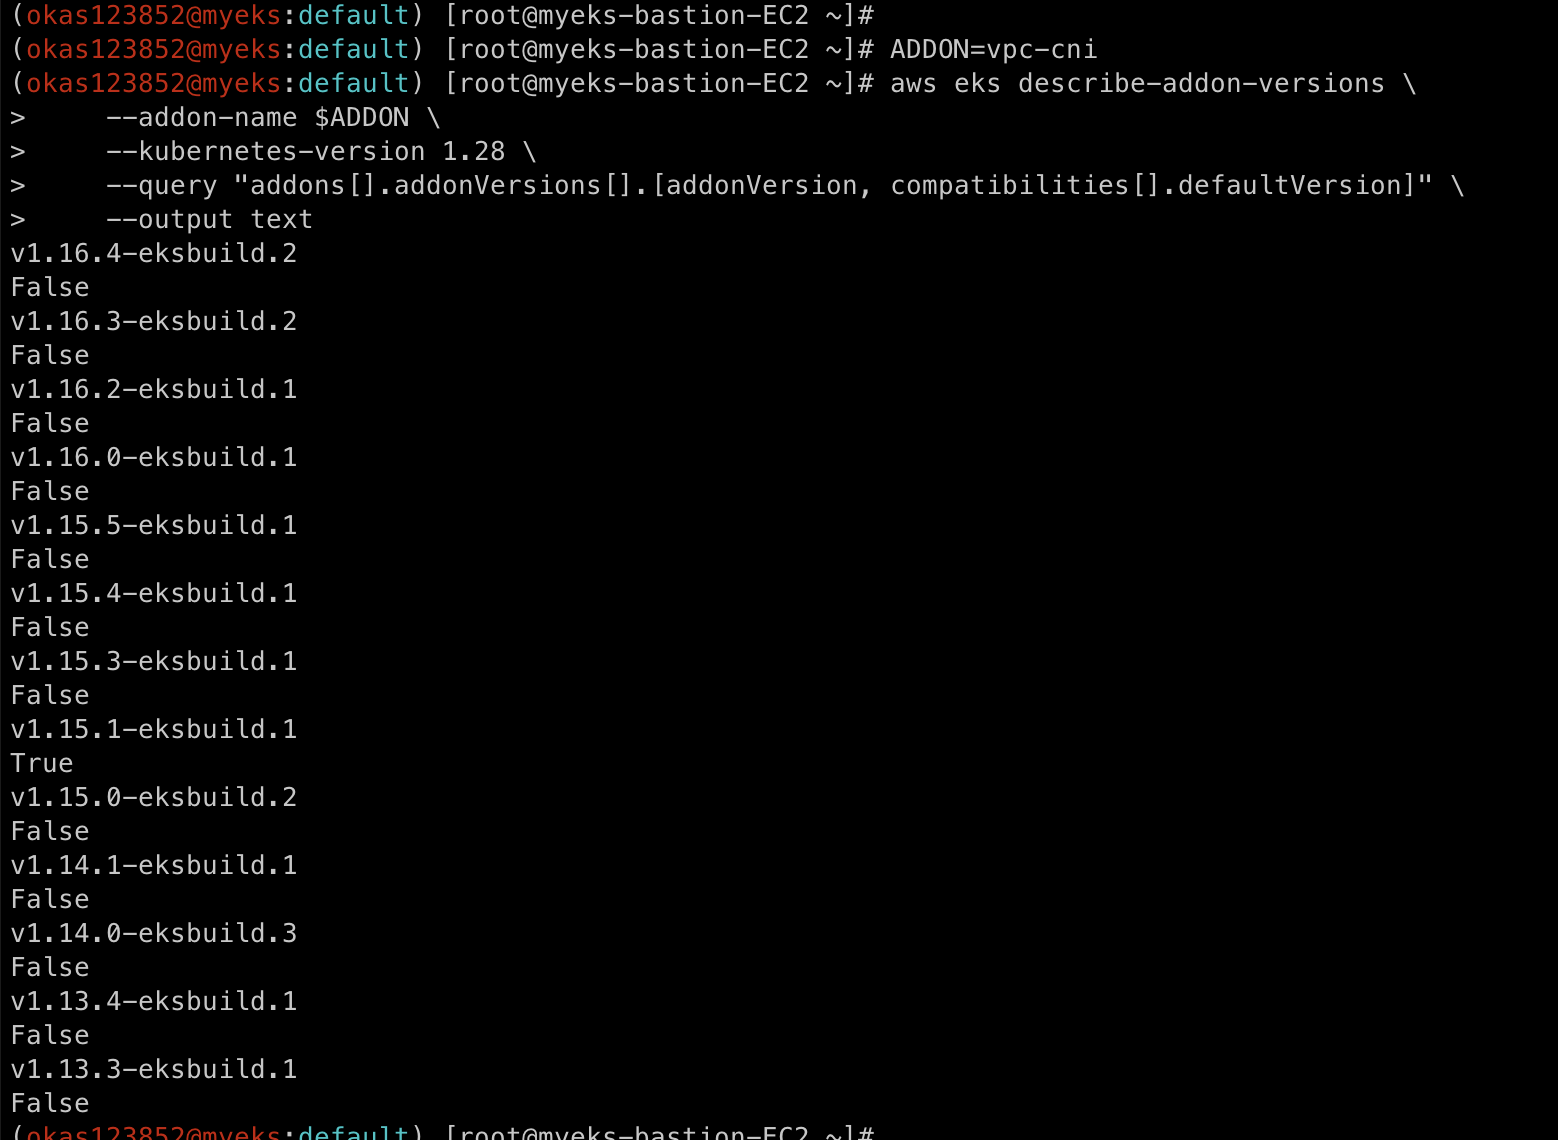 (okas123852@myeks:default) [root@myeks-bastion-EC2 ~]#
(okas123852@myeks:default) [root@myeks-bastion-EC2 ~]# ADDON=vpc-cni
(okas123852@myeks:default) [root@myeks-bastion-EC2 ~]# aws eks describe-addon-versions \
>     --addon-name $ADDON \
>     --kubernetes-version 1.28 \
>     --query "addons[].addonVersions[].[addonVersion, compatibilities[].defaultVersion]" \
>     --output text
v1.16.4-eksbuild.2
False
v1.16.3-eksbuild.2
False
v1.16.2-eksbuild.1
False
v1.16.0-eksbuild.1
False
v1.15.5-eksbuild.1
False
v1.15.4-eksbuild.1
False
v1.15.3-eksbuild.1
False
v1.15.1-eksbuild.1
True
v1.15.0-eksbuild.2
False
v1.14.1-eksbuild.1
False
v1.14.0-eksbuild.3
False
v1.13.4-eksbuild.1
False
v1.13.3-eksbuild.1
False
(okas123852@myeks:default) [root@myeks-bastion-EC2 ~]#